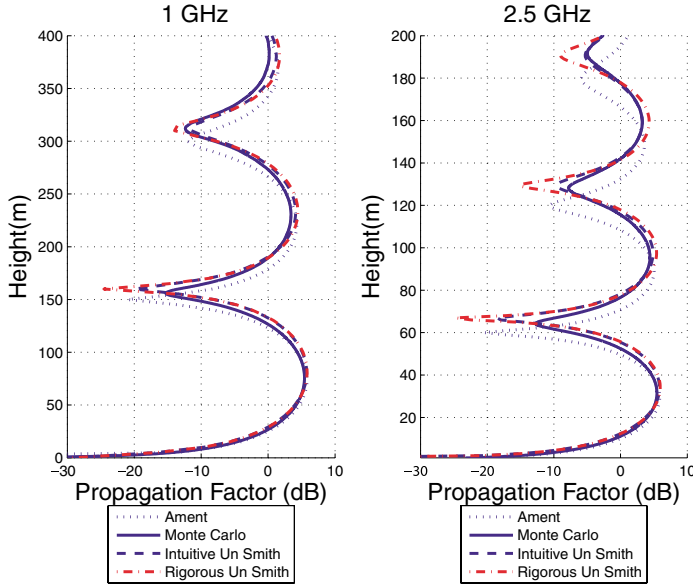 1 GHz
400
350
300
250
200
150
100
50
0
−30 −20 −10 0 10
Height(m)
Propagation Factor (dB)
Ament
Monte Carlo
Intuitive Un Smith
Rigorous Un Smith
2.5 GHz
200
180
160
140
120
100
80
60
40
20
−30 −20 −10 0 10
Height(m)
Propagation Factor (dB)
Ament
Monte Carlo
Intuitive Un Smith
Rigorous Un Smith